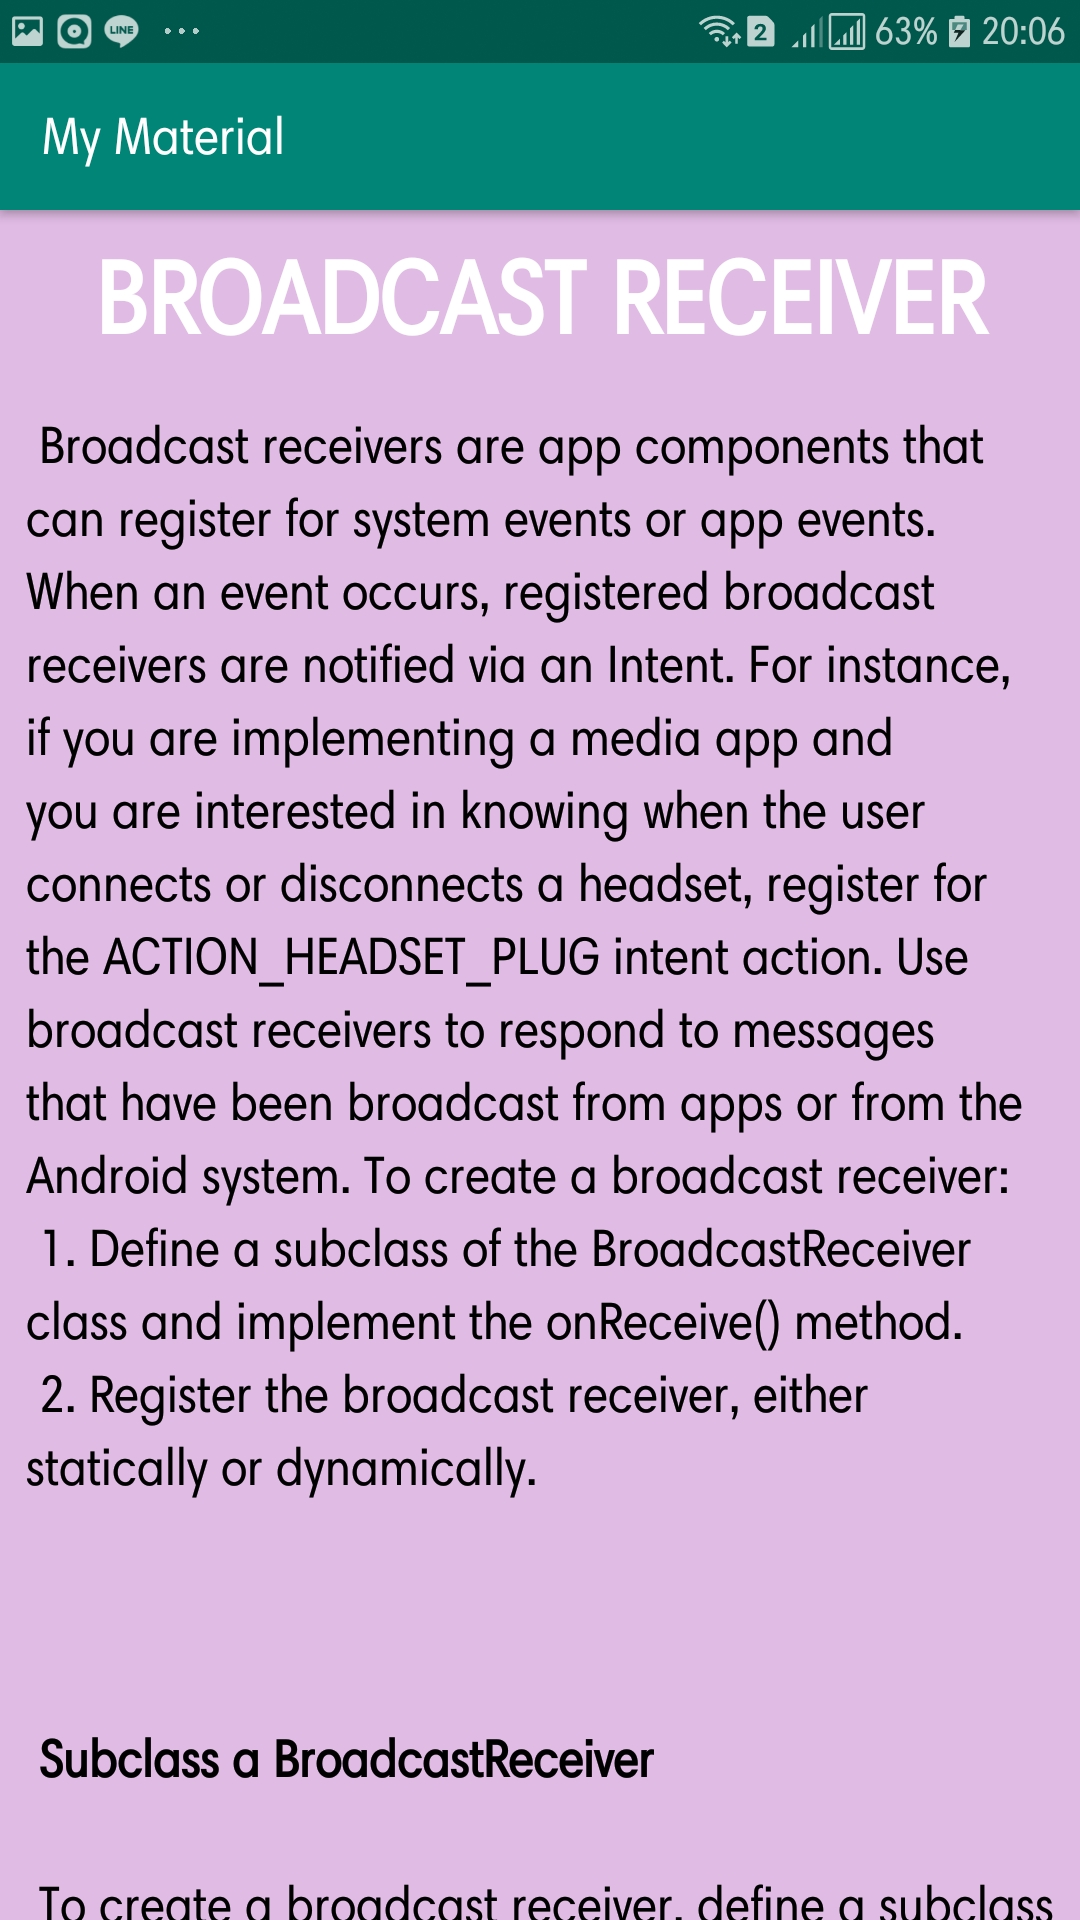 LINE 2 63% 20:06
My Material
BROADCAST RECEIVER
Broadcast receivers are app components that
can register for system events or app events.
When an event occurs, registered broadcast
receivers are notified via an Intent. For instance,
if you are implementing a media app and
you are interested in knowing when the user
connects or disconnects a headset, register for
the ACTION_HEADSET_PLUG intent action. Use
broadcast receivers to respond to messages
that have been broadcast from apps or from the
Android system. To create a broadcast receiver:
1. Define a subclass of the BroadcastReceiver
class and implement the onReceive() method.
2. Register the broadcast receiver, either
statically or dynamically.
Subclass a BroadcastReceiver
To create a broadcast receiver, define a subclass